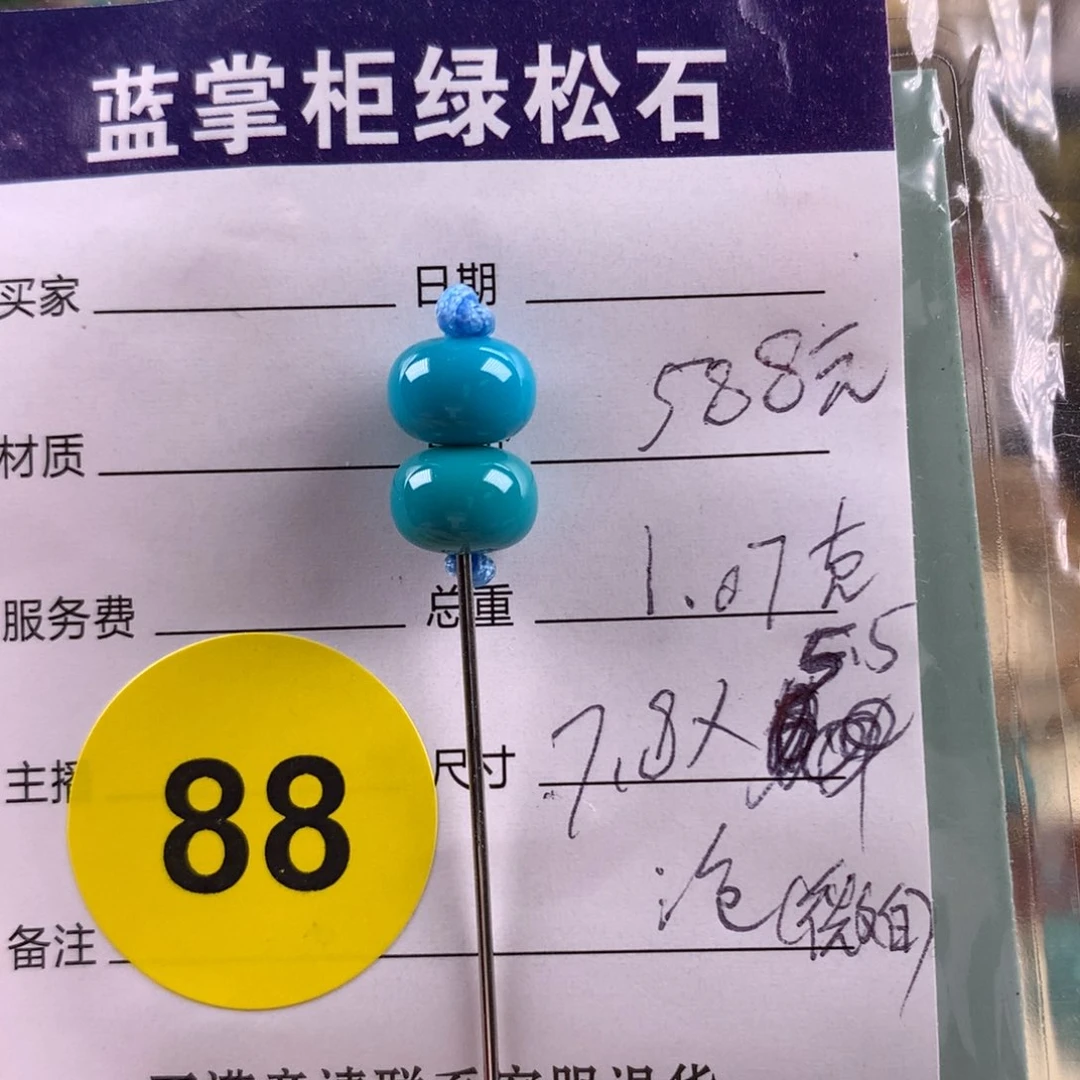 蓝掌柜绿松石
买家 日期
588元
材质
1.07克
服务费 总重
5.5
主播 尺寸 7.8×
88
泡(微白)
备注